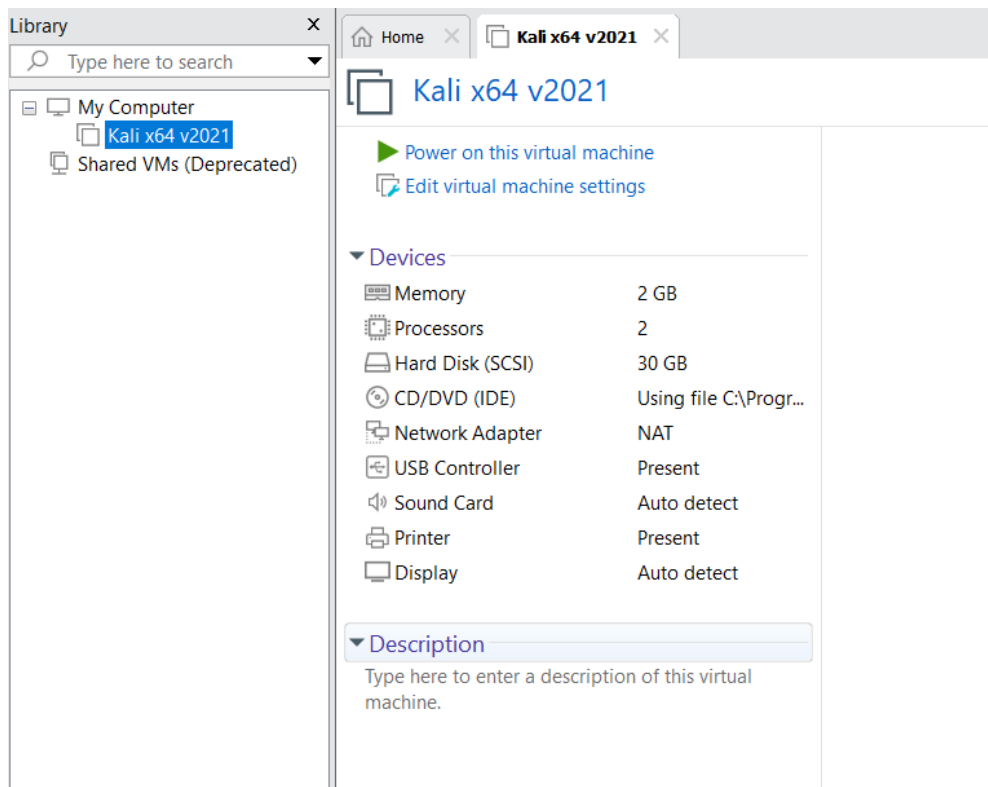 Library X
Type here to search
My Computer
Kali x64 v2021
Shared VMs (Deprecated)
Home
Kali x64 v2021
Kali x64 v2021
Power on this virtual machine
Edit virtual machine settings
Devices
Memory 2 GB
Processors 2
Hard Disk (SCSI) 30 GB
CD/DVD (IDE) Using file C:\Progr...
Network Adapter NAT
USB Controller Present
Sound Card Auto detect
Printer Present
Display Auto detect
Description
Type here to enter a description of this virtual
machine.